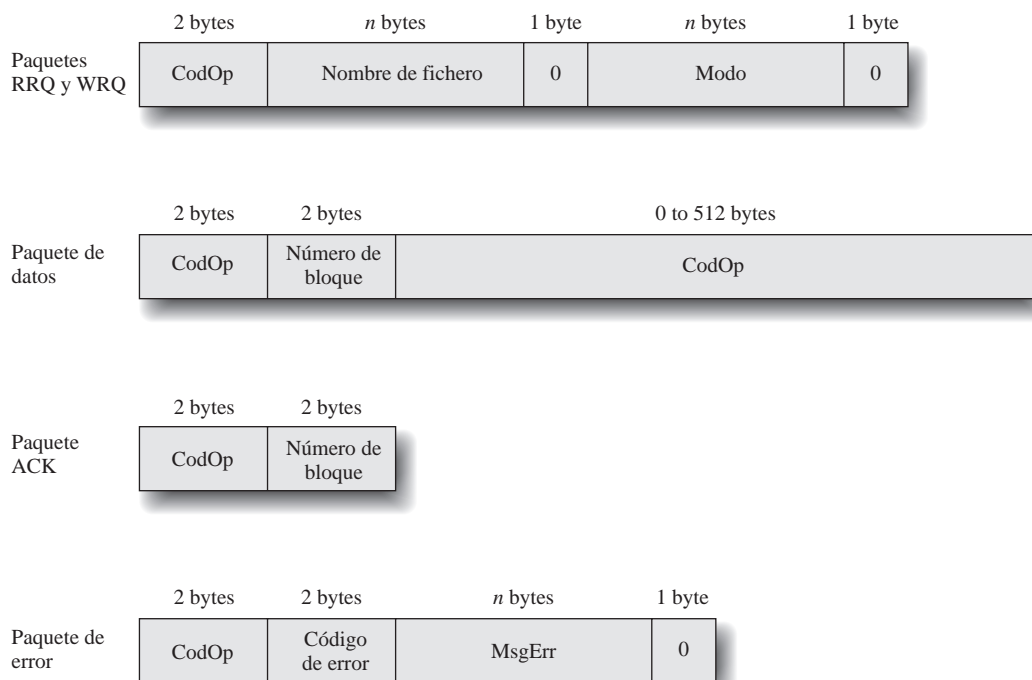 2 bytes n bytes 1 byte n bytes 1 byte
Paquetes
RRQ y WRQ
CodOp Nombre de fichero 0 Modo 0
2 bytes 2 bytes 0 to 512 bytes
Paquete de
datos
CodOp Número de
bloque
CodOp
2 bytes 2 bytes
Paquete
ACK
CodOp Número de
bloque
2 bytes 2 bytes n bytes 1 byte
Paquete de
error
CodOp Código
de error
MsgErr 0